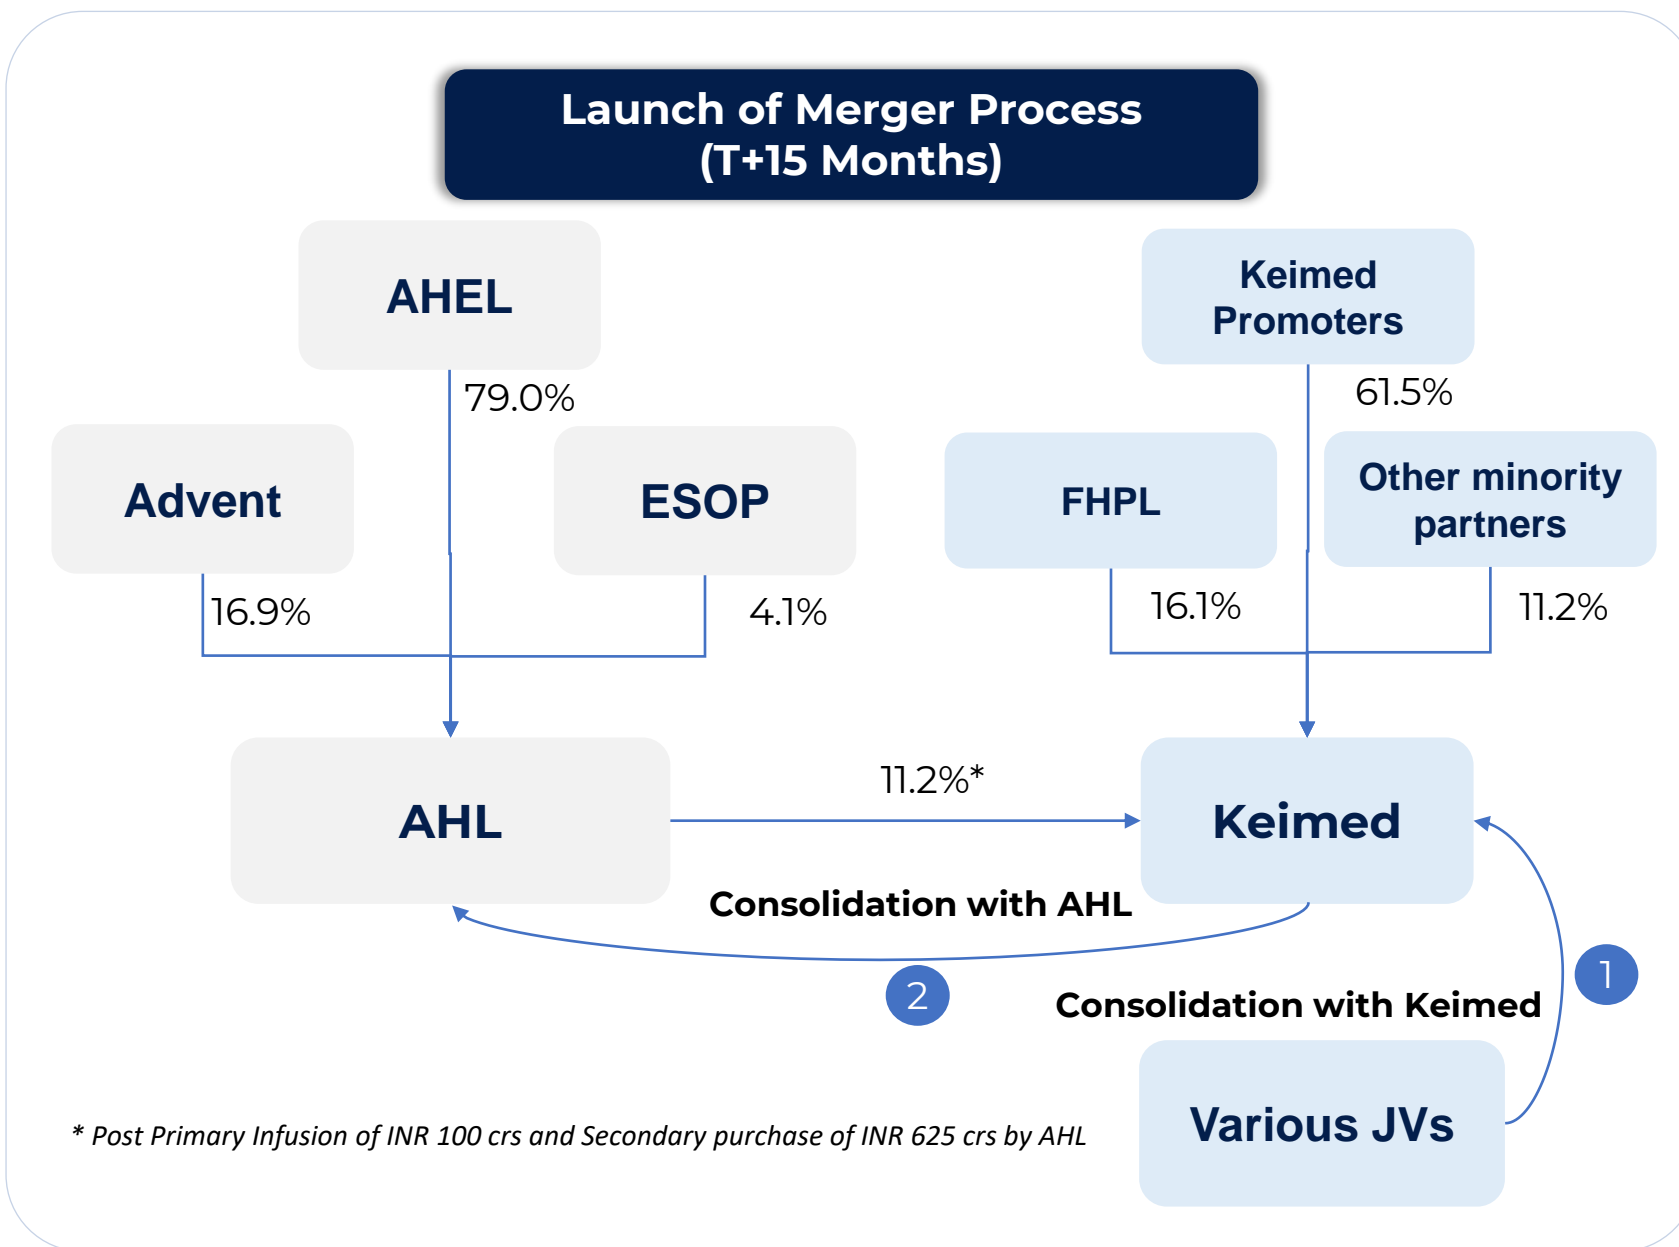 Launch of Merger Process
(T+15 Months)
AHEL
Keimed
Promoters
79.0%
61.5%
Advent
ESOP
FHPL
Other minority
partners
16.9%
4.1%
16.1%
11.2%
AHL
11.2%*
Keimed
Consolidation with AHL
2
1
Consolidation with Keimed
Various JVs
* Post Primary Infusion of INR 100 crs and Secondary purchase of INR 625 crs by AHL